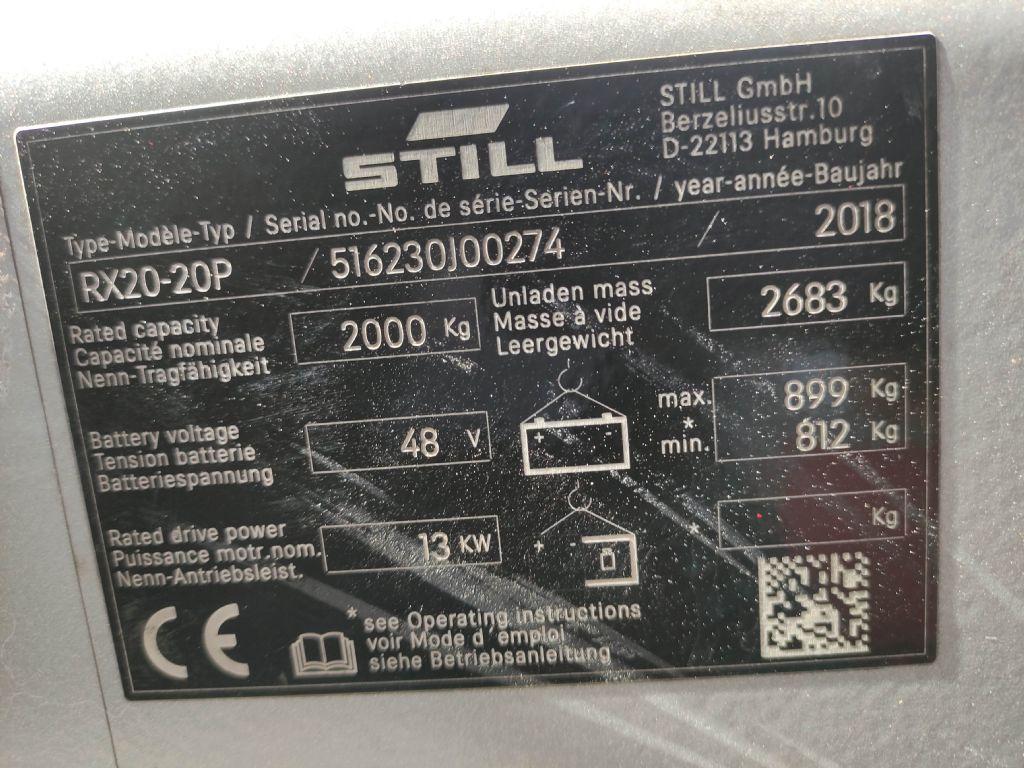 STILL
STILL GmbH
Berzeliusstr.10
D-22113 Hamburg
Type-Modèle-Typ / Serial no.-No. de série-Serien-Nr. / year-année-Baujahr
RX20-20P / 516230J00274 / 2018
Rated capacity
Capacité nominale
Nenn-Tragfähigkeit
2000 Kg
Unladen mass
Masse à vide
Leergewicht
2683 Kg
Battery voltage
Tension batterie
Batteriespannung
48 V
+ -
max. 899 Kg
*
min. 812 Kg
Rated drive power
Puissance motr.nom.
Nenn-Antriebsleist.
13 KW
+ -
* Kg
CE
* see Operating instructions
voir Mode d'emploi
siehe Betriebsanleitung